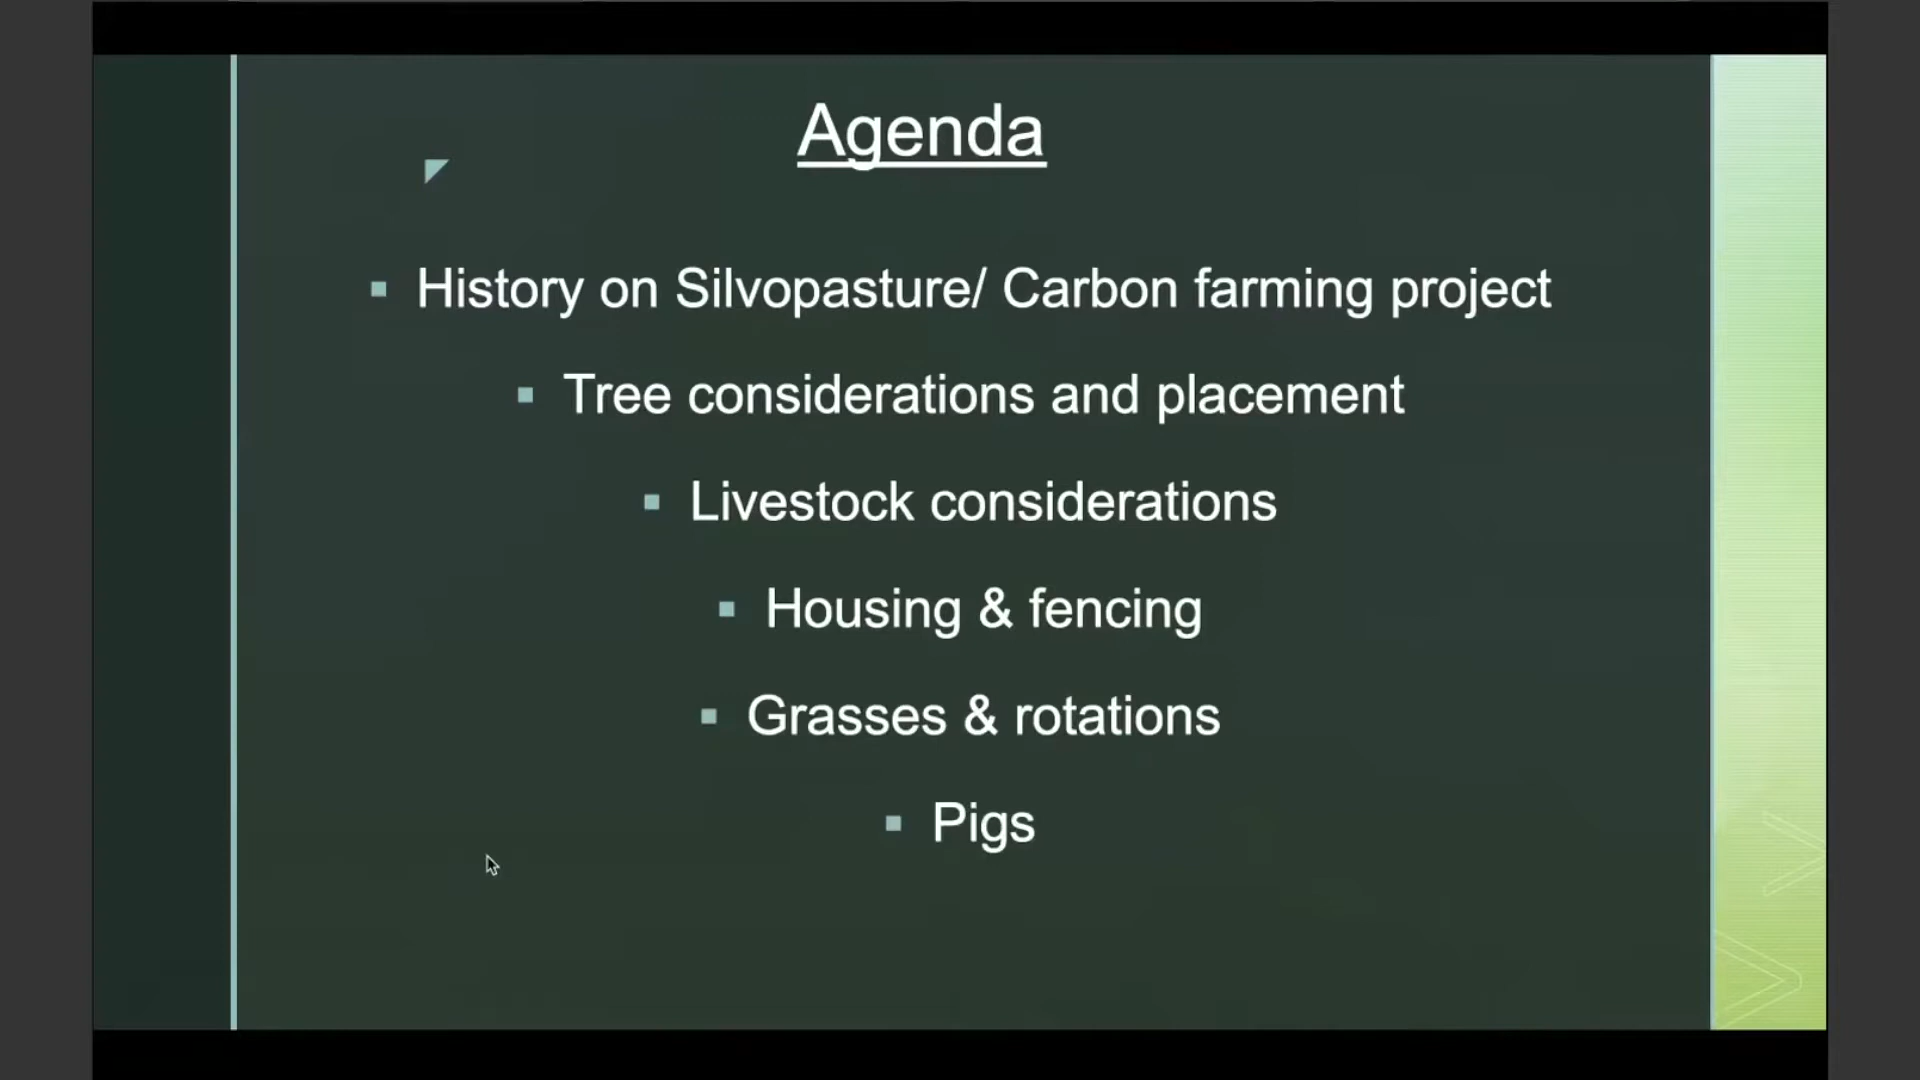 Agenda
History on Silvopasture/ Carbon farming project
Tree considerations and placement
Livestock considerations
Housing & fencing
Grasses & rotations
Pigs